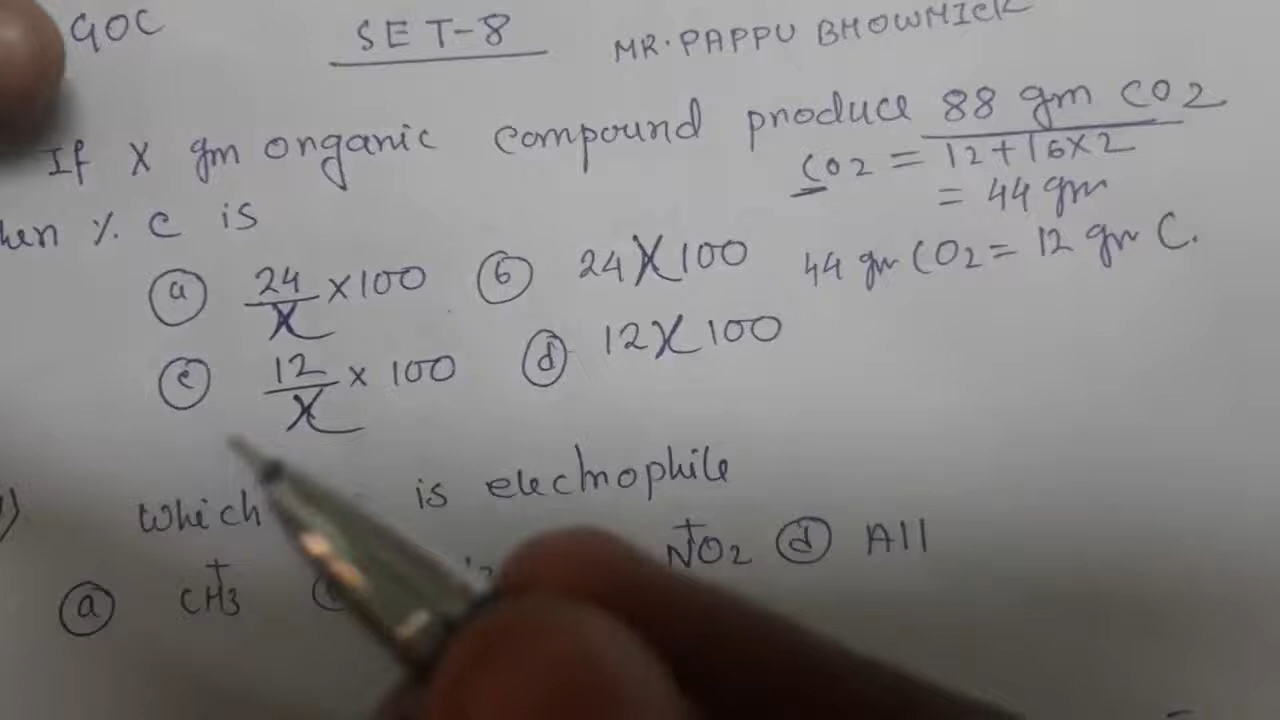 GOC SET-8 MR. PAPPU BHOWMICK
If X gm organic compound produce 88 gm CO2
CO2 = 12+16×2
= 44 gm
% C is
44 gm CO2 = 12 gm C.
(a) 24/X ×100 (b) 24X100
(c) 12/X × 100 (d) 12X100
Which is electrophile
(a) CH3+ NO2+ (d) All